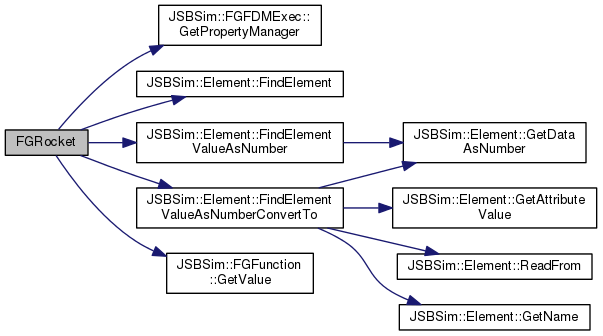 JSBSim::FGFDMExec::
GetPropertyManager
JSBSim::Element::FindElement
FGRocket
JSBSim::Element::FindElement
ValueAsNumber
JSBSim::Element::GetData
AsNumber
JSBSim::Element::FindElement
ValueAsNumberConvertTo
JSBSim::Element::GetAttribute
Value
JSBSim::FGFunction
::GetValue
JSBSim::Element::ReadFrom
JSBSim::Element::GetName